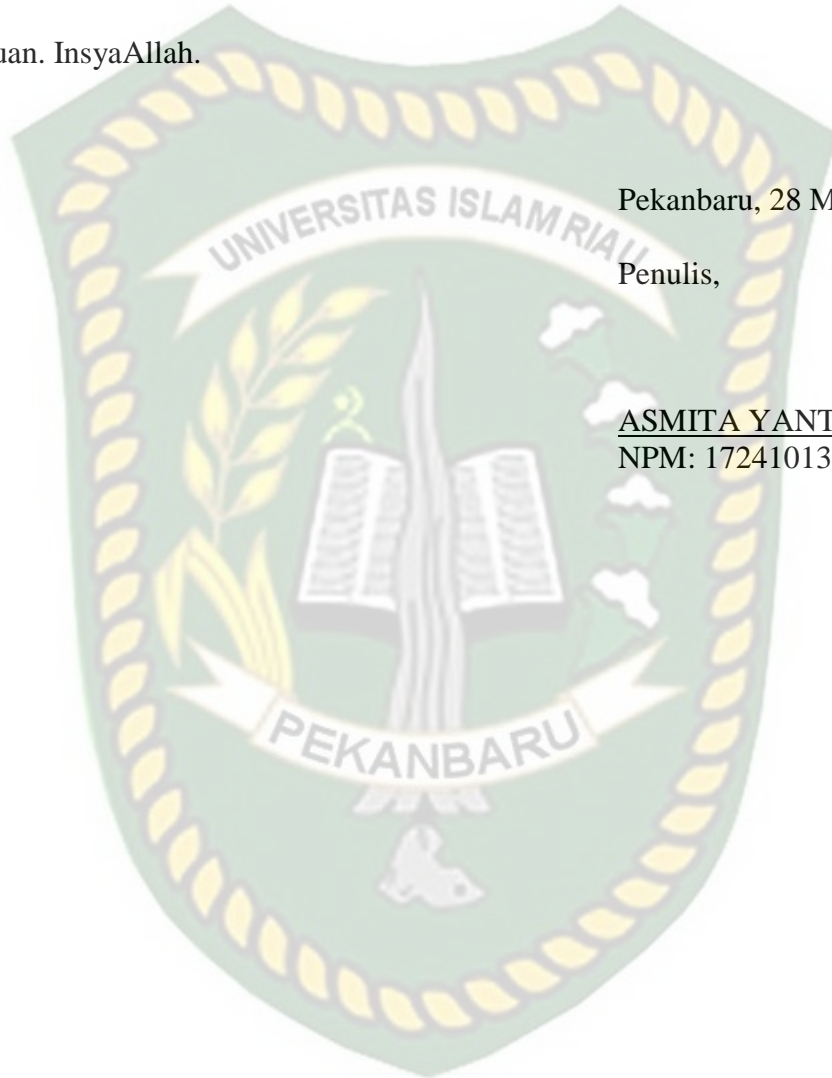 uan. InsyaAllah.
UNIVERSITAS ISLAM RIAU
Pekanbaru, 28 M
Penulis,
ASMITA YANT
NPM: 17241013
PEKANBARU